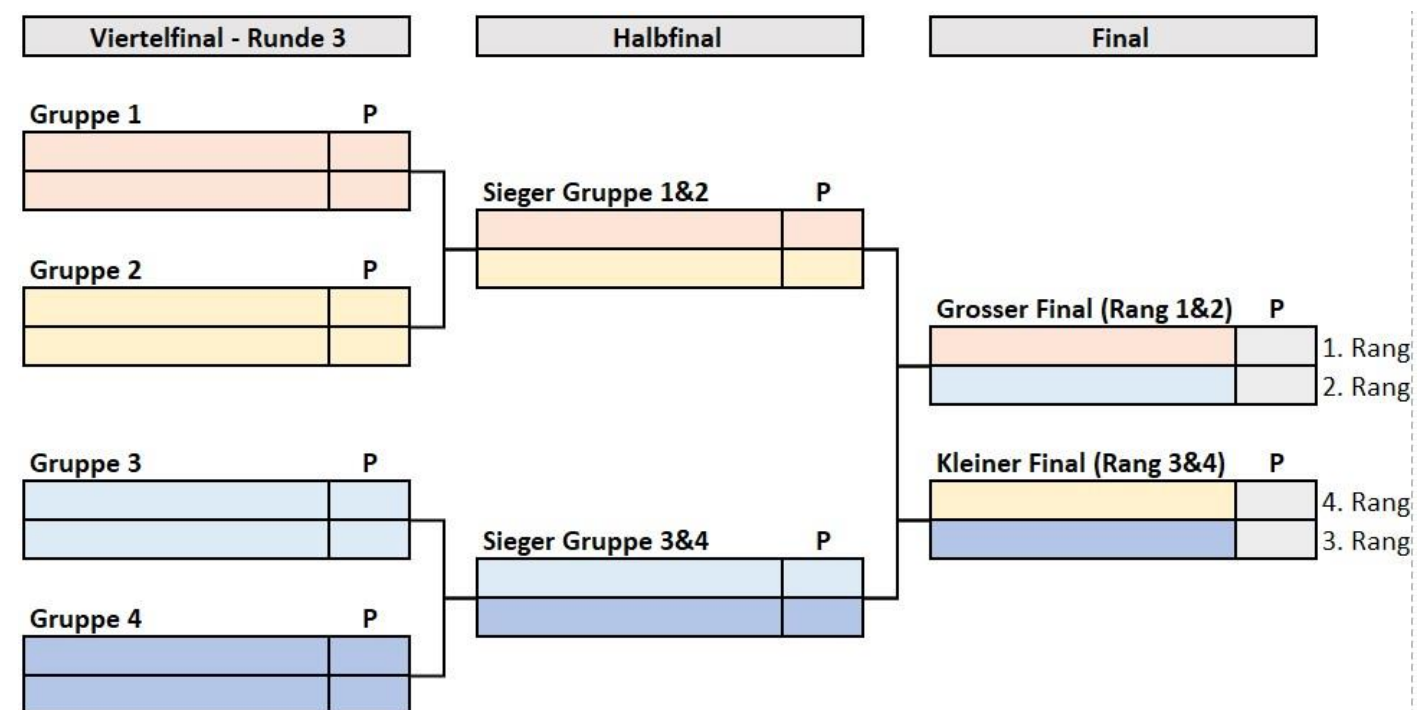 Viertelfinal - Runde 3
Halbfinal
Final
Gruppe 1 P
Sieger Gruppe 1&2 P
Gruppe 2 P
Grosser Final (Rang 1&2) P
1. Rang
2. Rang
Gruppe 3 P
Kleiner Final (Rang 3&4) P
4. Rang
3. Rang
Sieger Gruppe 3&4 P
Gruppe 4 P